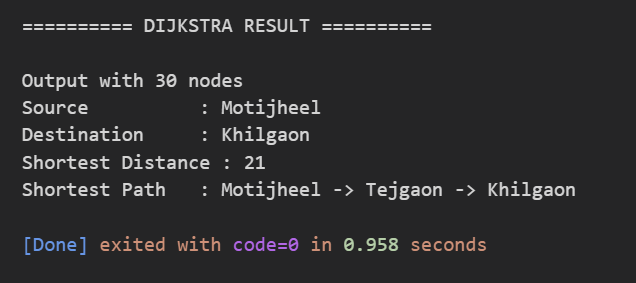 ========== DIJKSTRA RESULT ==========
Output with 30 nodes
Source          : Motijheel
Destination     : Khilgaon
Shortest Distance : 21
Shortest Path   : Motijheel -> Tejgaon -> Khilgaon
[Done] exited with code=0 in 0.958 seconds